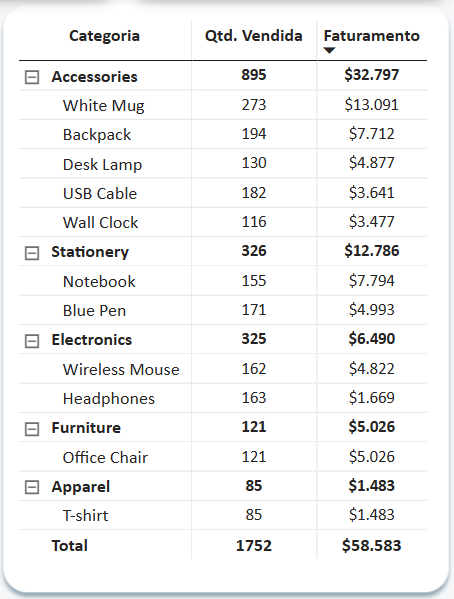 Categoria Qtd. Vendida Faturamento
Accessories 895 $32.797
White Mug 273 $13.091
Backpack 194 $7.712
Desk Lamp 130 $4.877
USB Cable 182 $3.641
Wall Clock 116 $3.477
Stationery 326 $12.786
Notebook 155 $7.794
Blue Pen 171 $4.993
Electronics 325 $6.490
Wireless Mouse 162 $4.822
Headphones 163 $1.669
Furniture 121 $5.026
Office Chair 121 $5.026
Apparel 85 $1.483
T-shirt 85 $1.483
Total 1752 $58.583